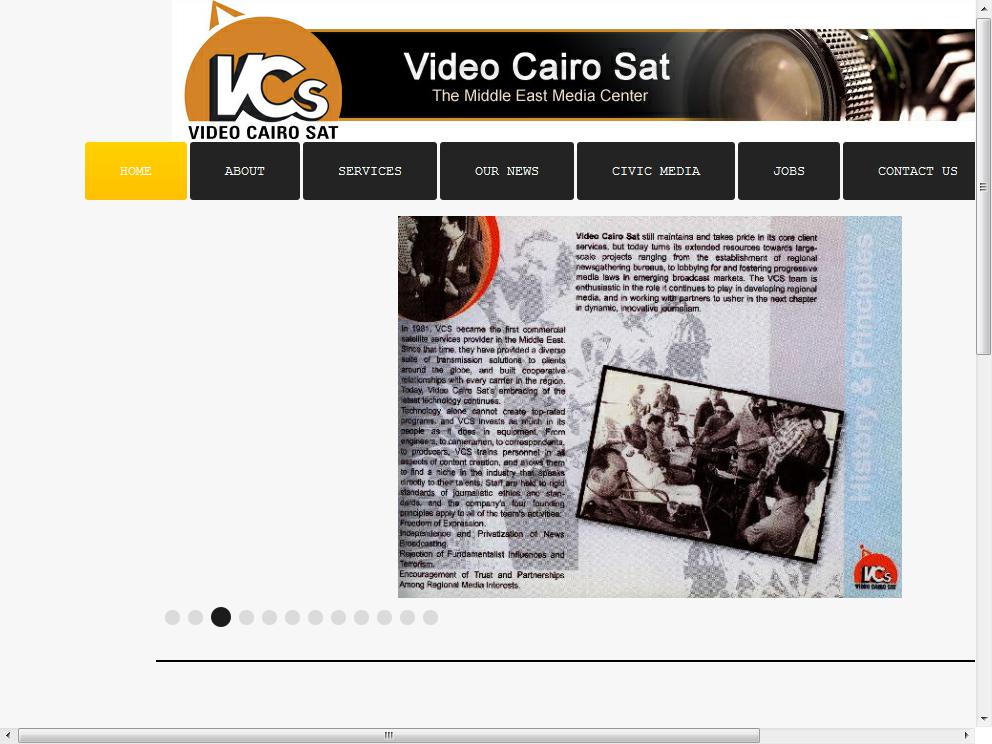 VCs
VIDEO CAIRO SAT
Video Cairo Sat
The Middle East Media Center
HOME
ABOUT
SERVICES
OUR NEWS
CIVIC MEDIA
JOBS
CONTACT US
Video Cairo Sat still maintains and takes pride in its core client
services, but today turns its extended resources towards large-
scale projects ranging from the establishment of regional
newsgathering bureaus, to lobbying for and fostering progressive
media laws in emerging broadcast markets. The VCS team is
enthusiastic in the role it continues to play in developing regional
media, and in working with partners to usher in the next chapter
in dynamic, innovative journalism.
In 1981, VCS became the first commercial
satellite services provider in the Middle East.
Since that time, they have provided a diverse
suite of transmission solutions to clients
around the globe, and built cooperative
relationships with every carrier in the region.
Today, Video Cairo Sat's embracing of the
latest technology continues.
Technology alone cannot create top-rated
programs, and VCS invests as much in its
people as it does in equipment. From
engineers, to cameramen, to correspondents,
to producers, VCS trains personnel in all
aspects of content creation, and allows them
to find a niche in the industry that speaks
directly to their talents. Staff are held to rigid
standards of journalistic ethics and stan-
dards, and the company's four founding
principles apply to all of the team's activities:
Freedom of Expression.
Independence and Privatization of News
Broadcasting.
Rejection of Fundamentalist Influences and
Terrorism.
Encouragement of Trust and Partnerships
Among Regional Media Interests.
History & Principles
VCs
VIDEO CAIRO SAT